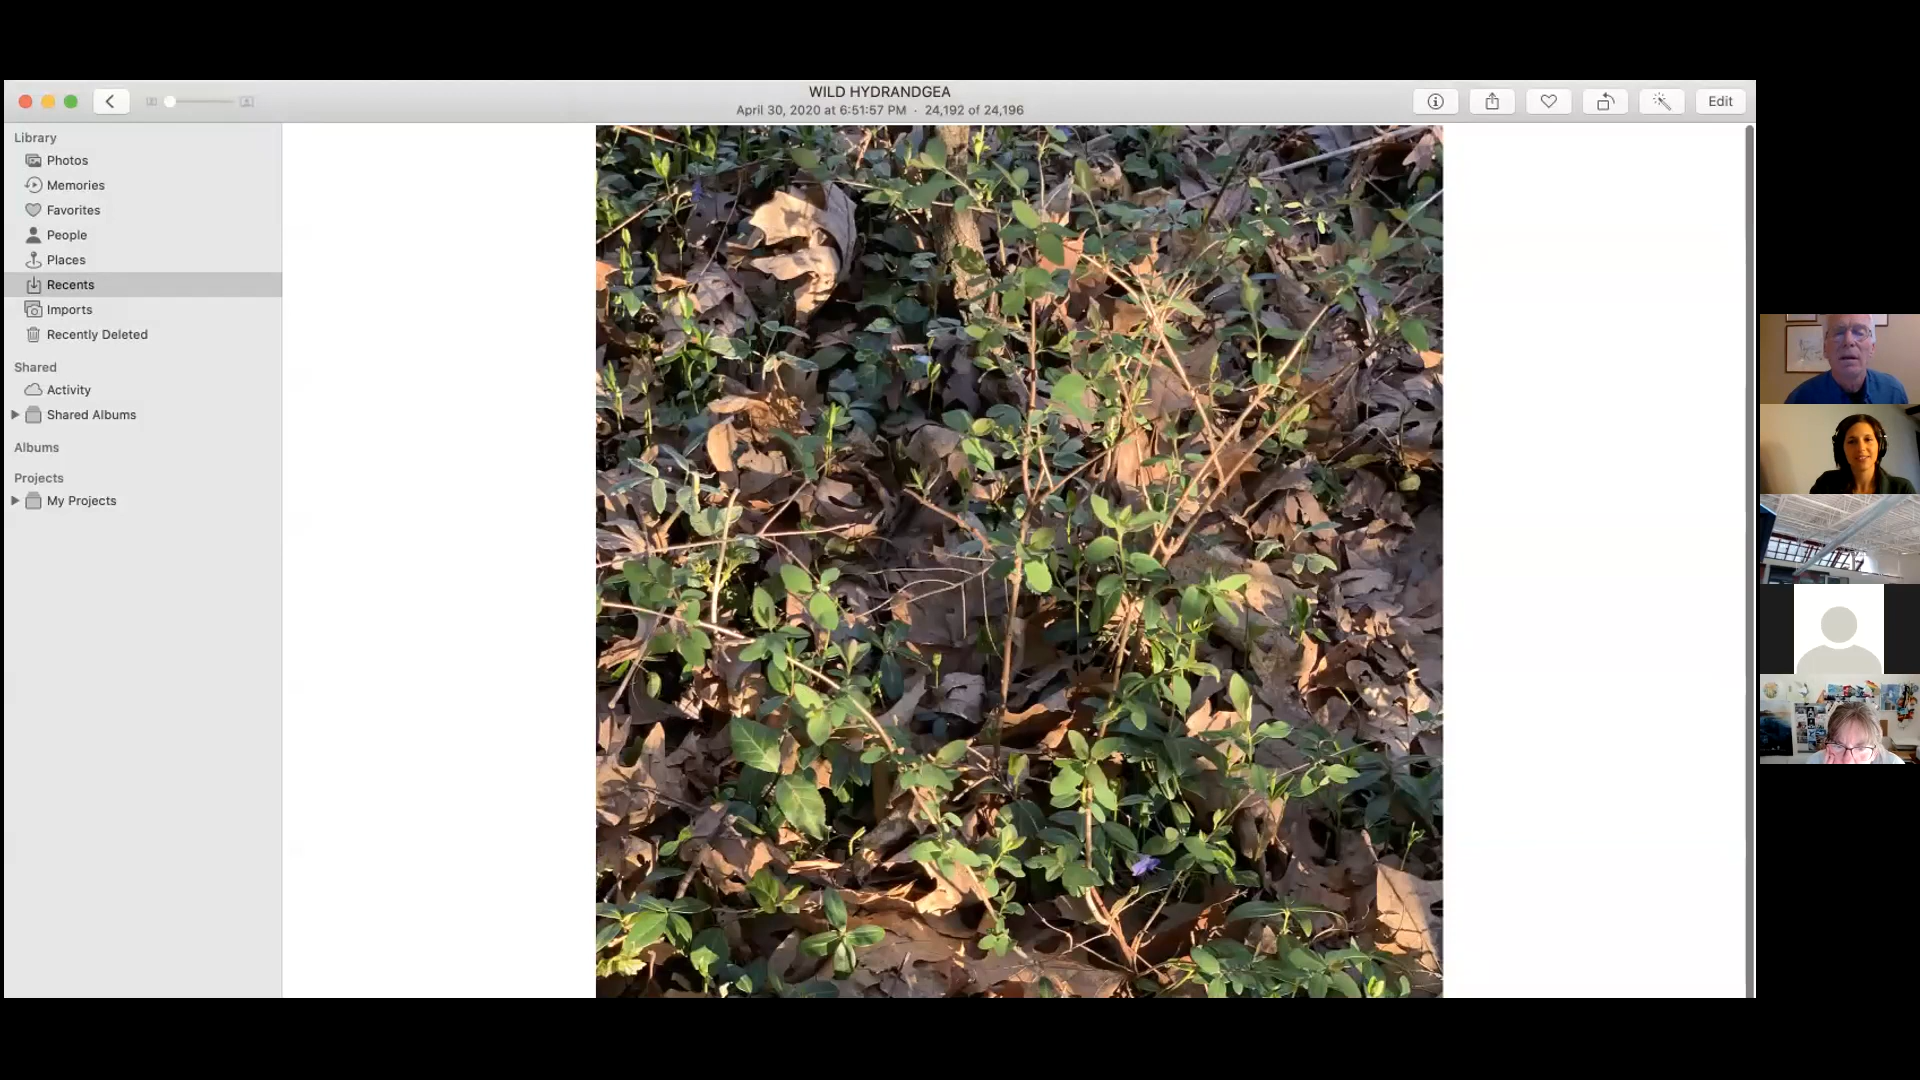 WILD HYDRANDGEA
April 30, 2020 at 6:51:57 PM · 24,192 of 24,196
Edit
Library
Photos
Memories
Favorites
People
Places
Recents
Imports
Recently Deleted
Shared
Activity
Shared Albums
Albums
Projects
My Projects